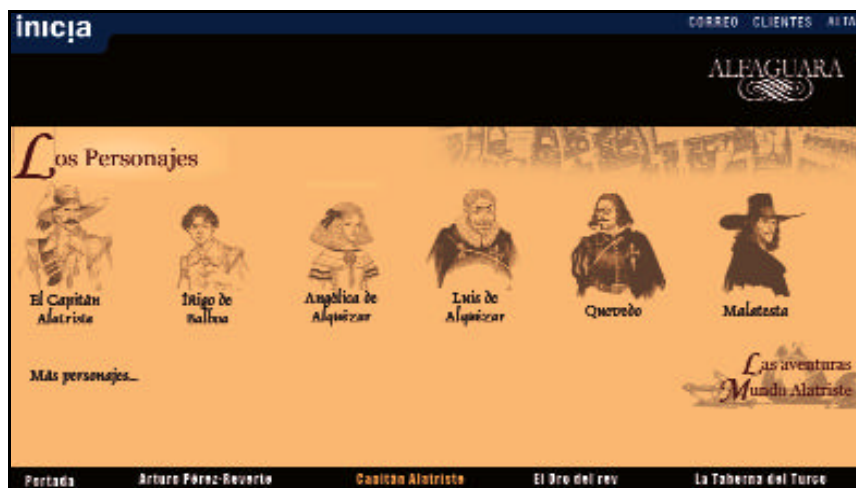 inicia
CORREO CLIENTES ALTA
ALFAGUARA
Los Personajes
El Capitán
Alatriste
Íñigo de
Balboa
Angélica de
Alquézar
Luis de
Alquézar
Quevedo
Malatesta
Más personajes...
Las aventuras
Mundo Alatriste
Portada Arturo Pérez-Reverte Capitán Alatriste El Oro del rey La Taberna del Turco